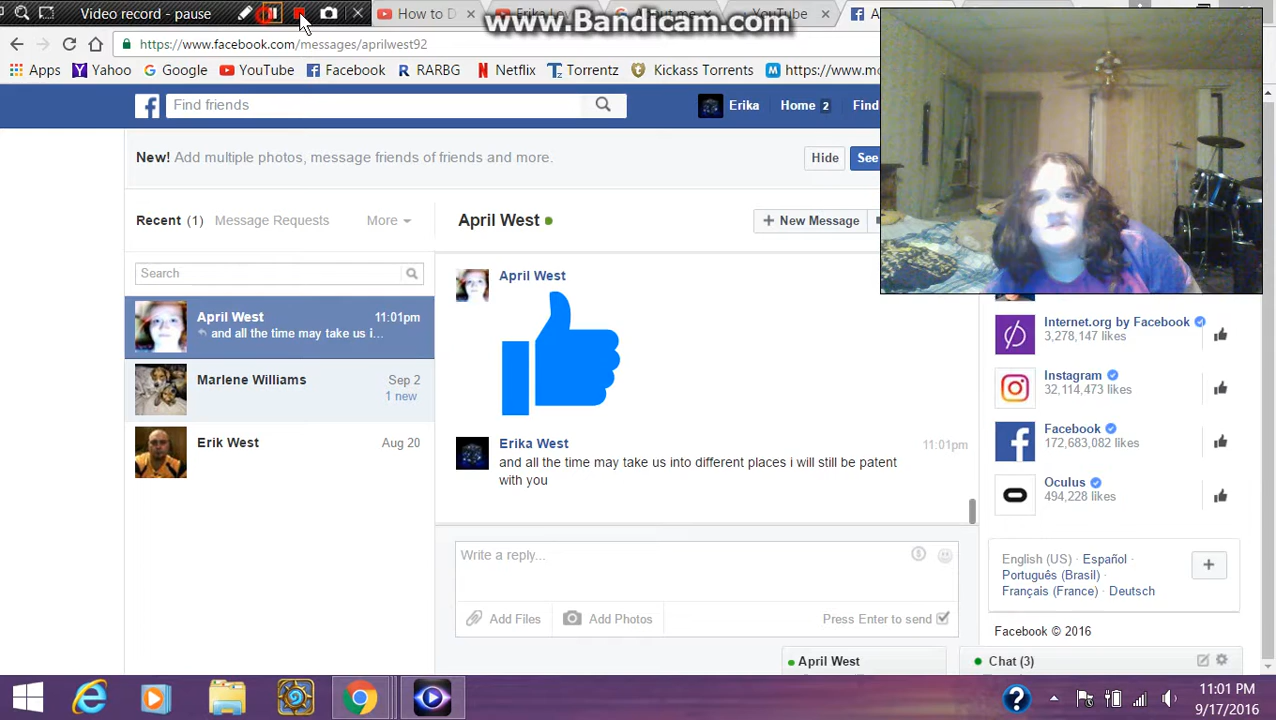 Video record - pause
www.Bandicam.com
How to D
YouTube
https://www.facebook.com/messages/aprilwest92
Apps Yahoo Google YouTube Facebook RARBG Netflix Torrentz Kickass Torrents
Find friends
Erika Home 2 Find
New! Add multiple photos, message friends of friends and more.
Hide See
Recent (1) Message Requests More
April West
New Message
Search
April West 11:01pm
and all the time may take us i...
Marlene Williams Sep 2
1 new
Erik West Aug 20
April West
Erika West 11:01pm
and all the time may take us into different places i will still be patent
with you
Write a reply...
Add Files Add Photos Press Enter to send
Internet.org by Facebook
3,278,147 likes
Instagram
32,114,473 likes
Facebook
172,683,082 likes
Oculus
494,228 likes
English (US) · Español ·
Português (Brasil) ·
Français (France) · Deutsch
Facebook © 2016
April West
Chat (3)
11:01 PM
9/17/2016